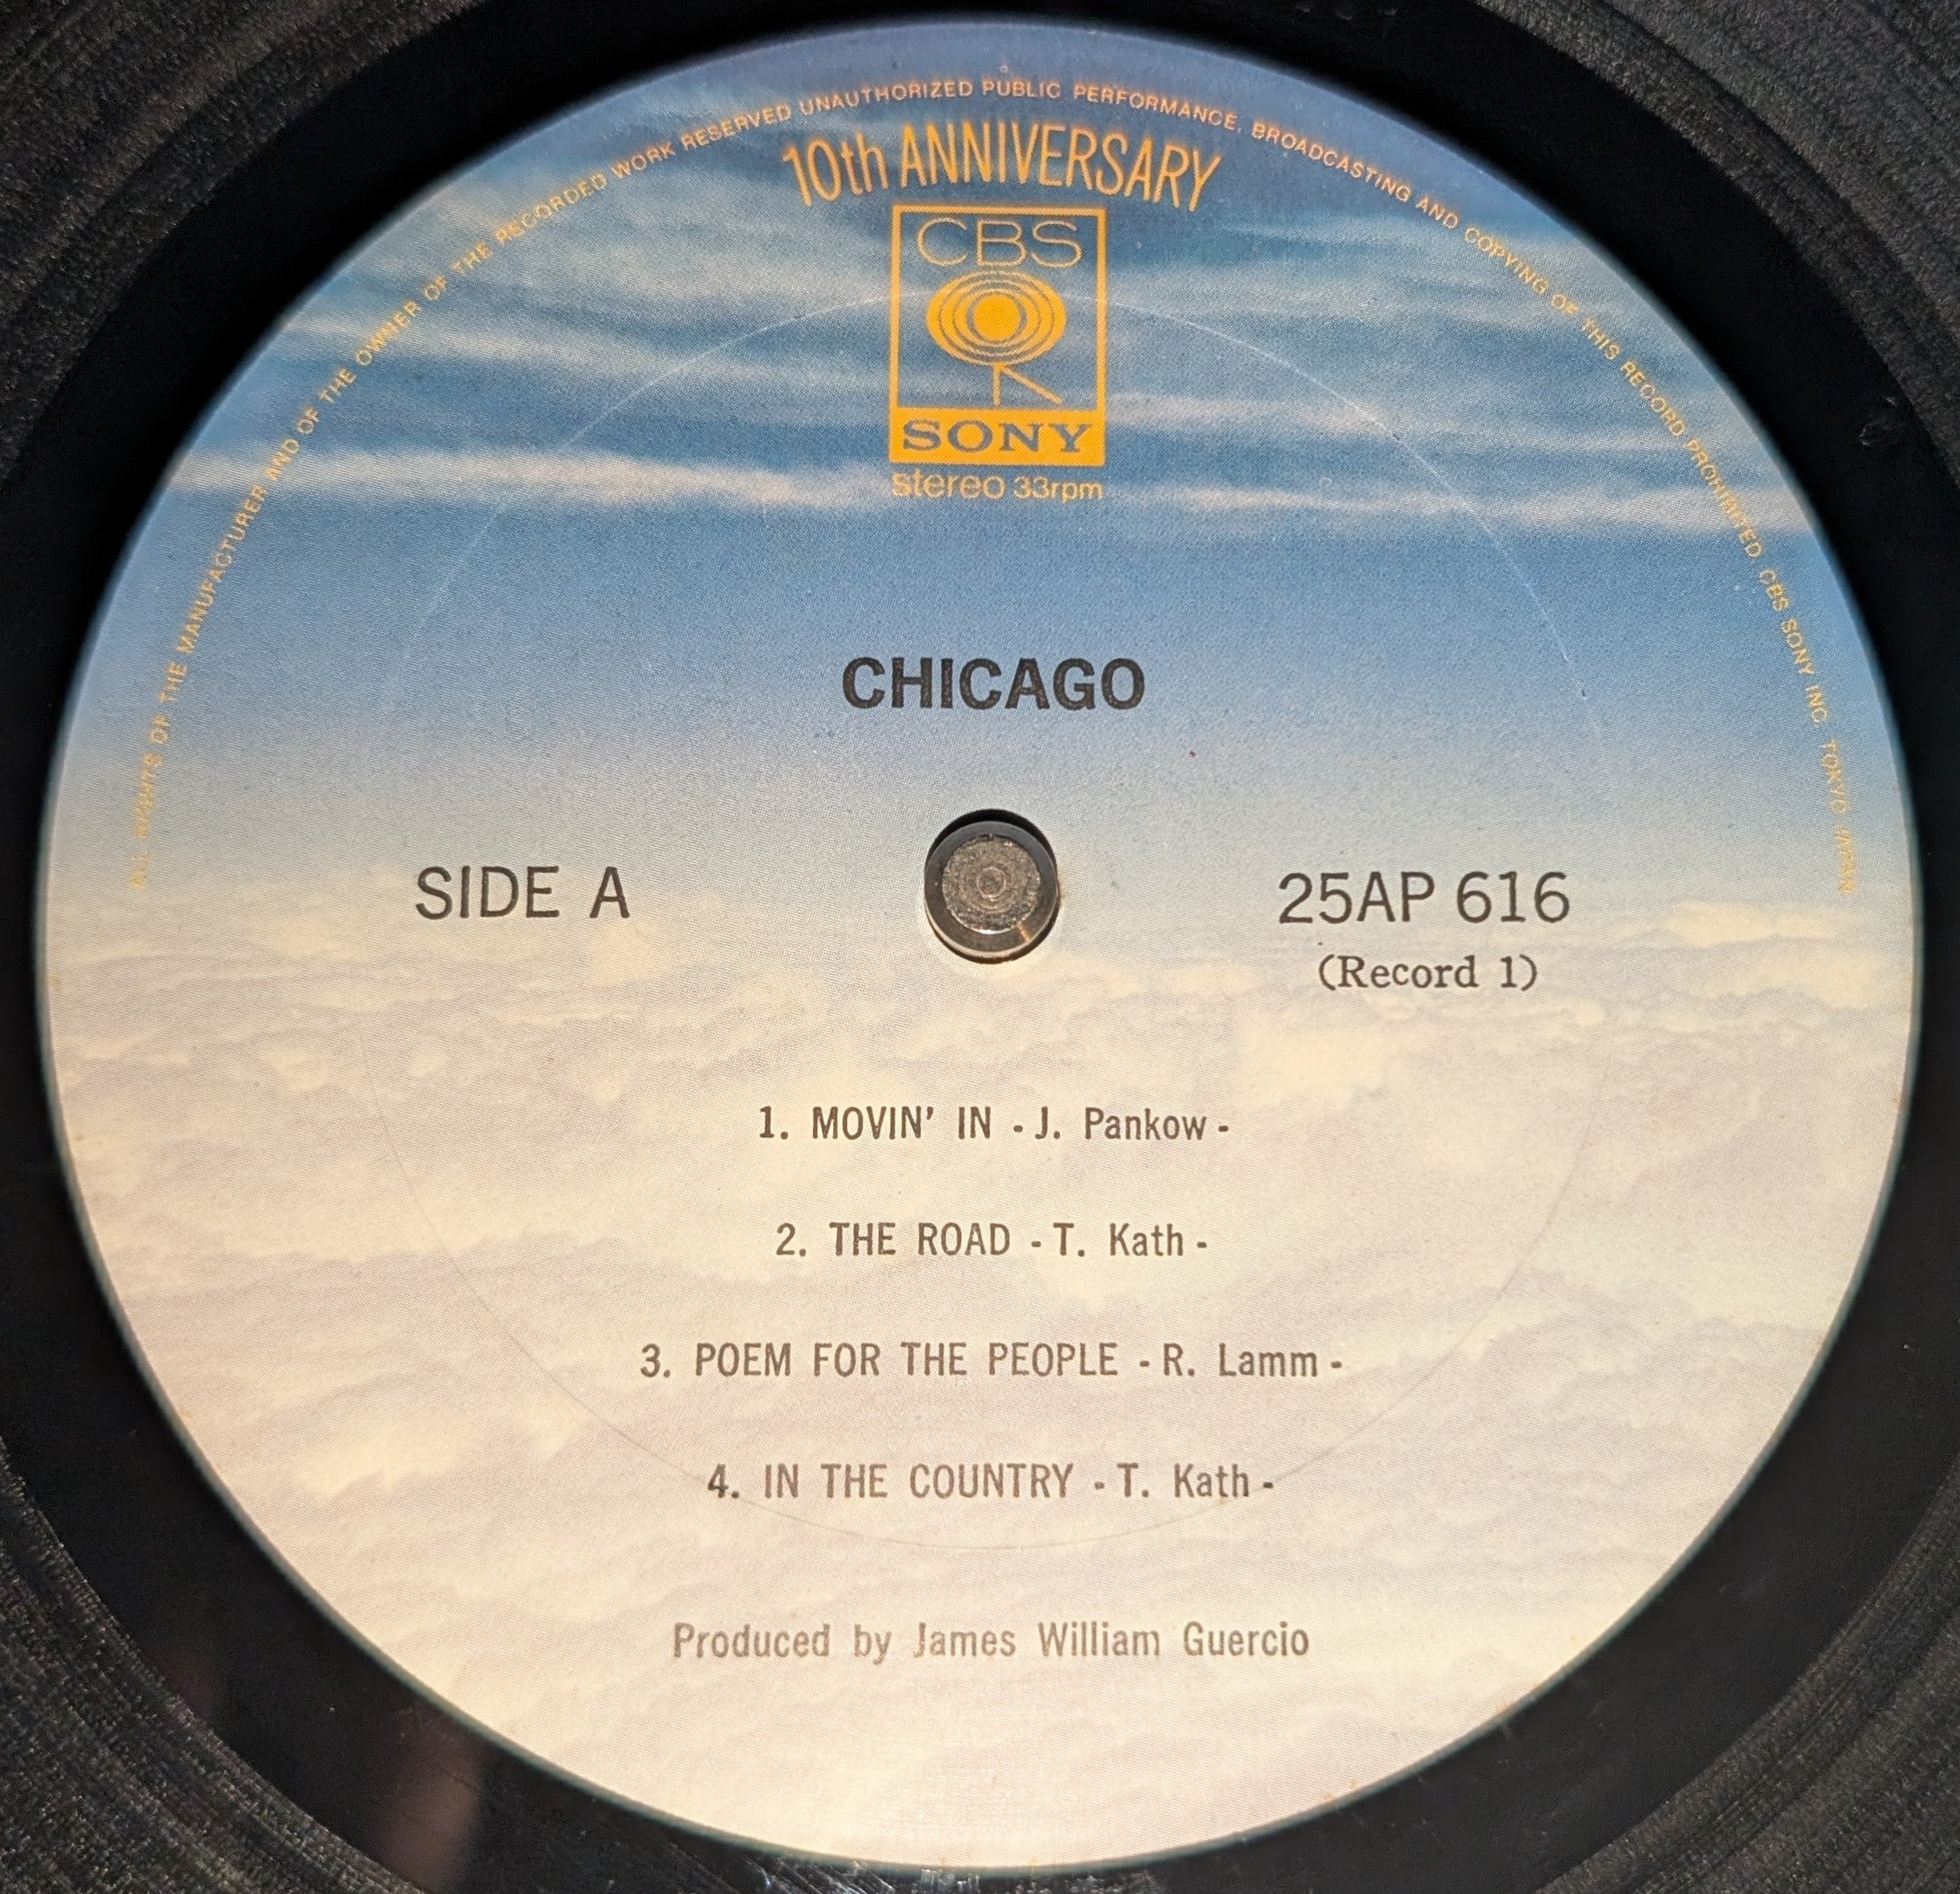 ALL RIGHTS OF THE MANUFACTURER AND OF THE OWNER OF THE RECORDED WORK RESERVED UNAUTHORIZED PUBLIC PERFORMANCE, BROADCASTING AND COPYING OF THIS RECORD PROHIBITED. CBS SONY INC. TOKYO JAPAN
10th ANNIVERSARY
CBS
SONY
stereo 33rpm
CHICAGO
SIDE A
25AP 616
(Record 1)
1. MOVIN' IN - J. Pankow -
2. THE ROAD - T. Kath -
3. POEM FOR THE PEOPLE - R. Lamm -
4. IN THE COUNTRY - T. Kath -
Produced by James William Guercio